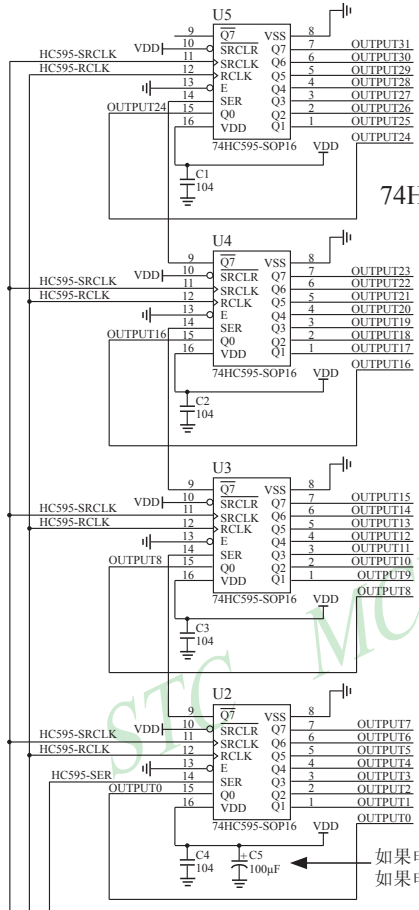 U5
9 Q7 VSS 8
VDD 10 SRCLR Q7 7 OUTPUT31
HC595-SRCLK 11 SRCLK Q6 6 OUTPUT30
HC595-RCLK 12 RCLK Q5 5 OUTPUT29
13 E Q4 4 OUTPUT28
14 SER Q3 3 OUTPUT27
OUTPUT24 15 Q0 Q2 2 OUTPUT26
16 VDD Q1 1 OUTPUT25
OUTPUT24
74HC595-SOP16 VDD
C1
104
74H
U4
9 Q7 VSS 8
VDD 10 SRCLR Q7 7 OUTPUT23
HC595-SRCLK 11 SRCLK Q6 6 OUTPUT22
HC595-RCLK 12 RCLK Q5 5 OUTPUT21
13 E Q4 4 OUTPUT20
14 SER Q3 3 OUTPUT19
OUTPUT16 15 Q0 Q2 2 OUTPUT18
16 VDD Q1 1 OUTPUT17
OUTPUT16
74HC595-SOP16 VDD
C2
104
U3
9 Q7 VSS 8
VDD 10 SRCLR Q7 7 OUTPUT15
HC595-SRCLK 11 SRCLK Q6 6 OUTPUT14
HC595-RCLK 12 RCLK Q5 5 OUTPUT13
13 E Q4 4 OUTPUT12
14 SER Q3 3 OUTPUT11
OUTPUT8 15 Q0 Q2 2 OUTPUT10
16 VDD Q1 1 OUTPUT9
OUTPUT8
74HC595-SOP16 VDD
C3
104
STC MC
U2
9 Q7 VSS 8
VDD 10 SRCLR Q7 7 OUTPUT7
HC595-SRCLK 11 SRCLK Q6 6 OUTPUT6
HC595-RCLK 12 RCLK Q5 5 OUTPUT5
13 E Q4 4 OUTPUT4
HC595-SER 14 SER Q3 3 OUTPUT3
OUTPUT0 15 Q0 Q2 2 OUTPUT2
16 VDD Q1 1 OUTPUT1
OUTPUT0
74HC595-SOP16 VDD
C4
104
+ C5
100μF
如果电
如果电